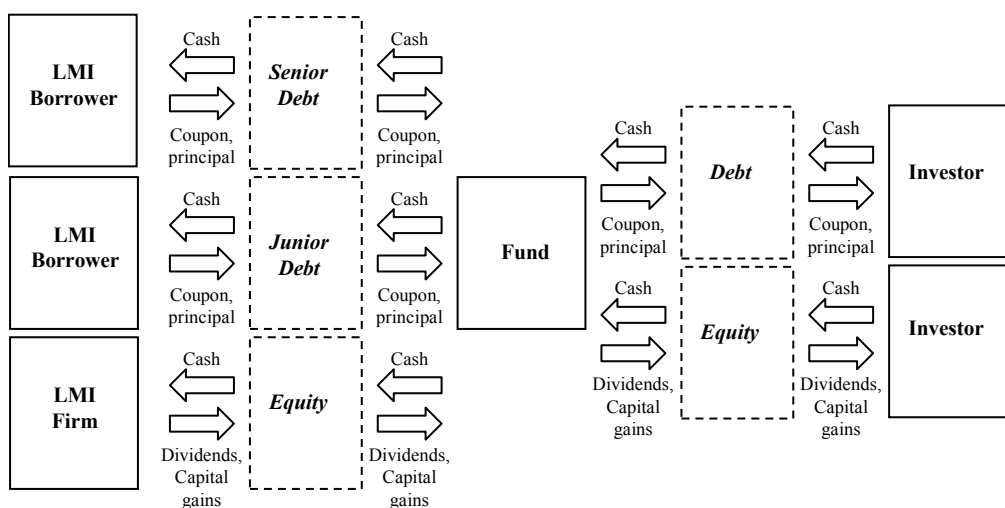 Cash
Cash
LMI
Borrower
Senior
Debt
Coupon,
principal
Coupon,
principal
Cash
Cash
LMI
Borrower
Junior
Debt
Coupon,
principal
Coupon,
principal
Cash
Cash
LMI
Firm
Equity
Dividends,
Capital
gains
Dividends,
Capital
gains
Fund
Cash
Cash
Debt
Investor
Coupon,
principal
Coupon,
principal
Cash
Cash
Equity
Investor
Dividends,
Capital
gains
Dividends,
Capital
gains